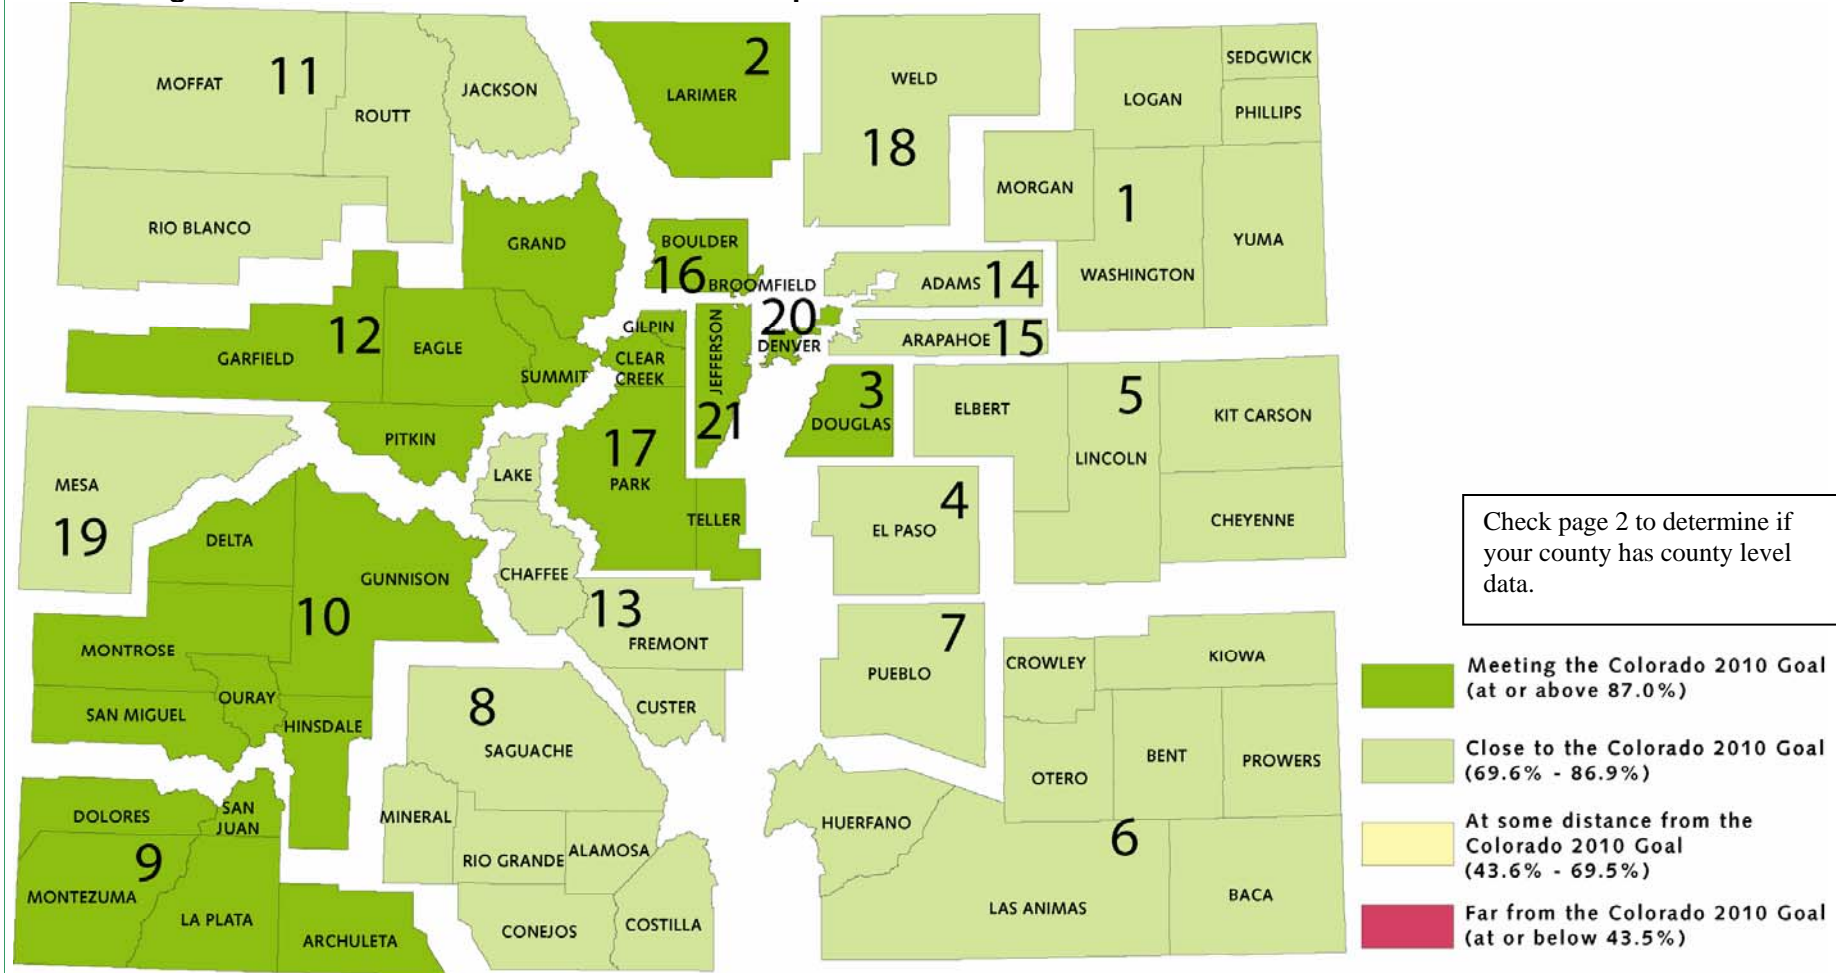 MOFFAT
11
ROUTT
JACKSON
RIO BLANCO
2
LARIMER
WELD
18
LOGAN
SEDGWICK
PHILLIPS
MORGAN
1
WASHINGTON
YUMA
GRAND
BOULDER
16
BROOMFIELD
ADAMS 14
20
DENVER
ARAPAHOE 15
GARFIELD
12
EAGLE
SUMMIT
PITKIN
GILPIN
CLEAR
CREEK
JEFFERSON
21
17
PARK
TELLER
3
DOUGLAS
ELBERT
5
LINCOLN
KIT CARSON
CHEYENNE
4
EL PASO
MESA
19
LAKE
CHAFFEE
13
FREMONT
CUSTER
DELTA
GUNNISON
10
MONTROSE
OURAY
SAN MIGUEL
HINSDALE
7
PUEBLO
CROWLEY
KIOWA
OTERO
BENT
PROWERS
8
SAGUACHE
MINERAL
RIO GRANDE
ALAMOSA
CONEJOS
COSTILLA
DOLORES
SAN
JUAN
9
MONTEZUMA
LA PLATA
ARCHULETA
HUERFANO
6
LAS ANIMAS
BACA
Check page 2 to determine if
your county has county level
data.
Meeting the Colorado 2010 Goal
(at or above 87.0%)
Close to the Colorado 2010 Goal
(69.6% - 86.9%)
At some distance from the
Colorado 2010 Goal
(43.6% - 69.5%)
Far from the Colorado 2010 Goal
(at or below 43.5%)